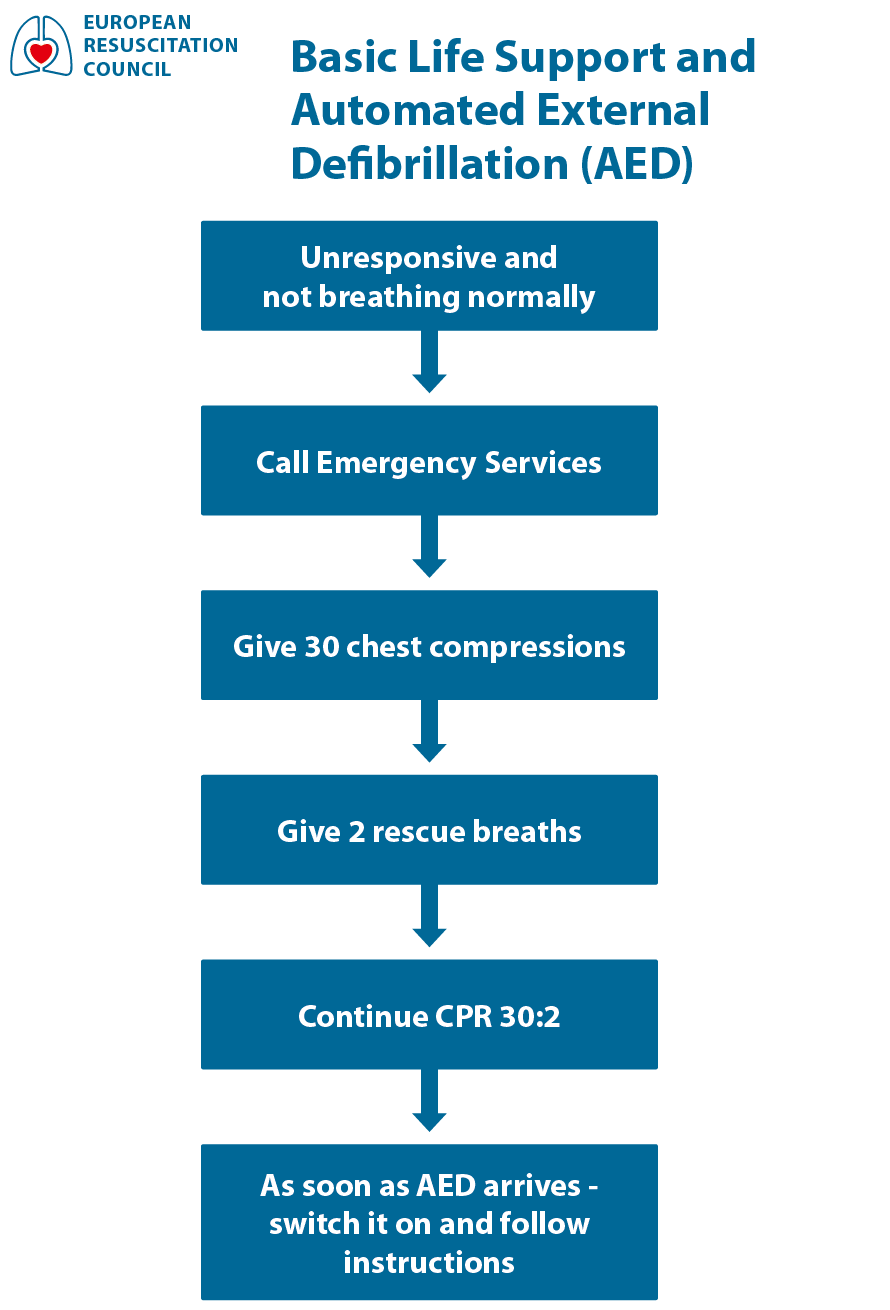 EUROPEAN
RESUSCITATION
COUNCIL
Basic Life Support and
Automated External
Defibrillation (AED)
Unresponsive and
not breathing normally
Call Emergency Services
Give 30 chest compressions
Give 2 rescue breaths
Continue CPR 30:2
As soon as AED arrives -
switch it on and follow
instructions